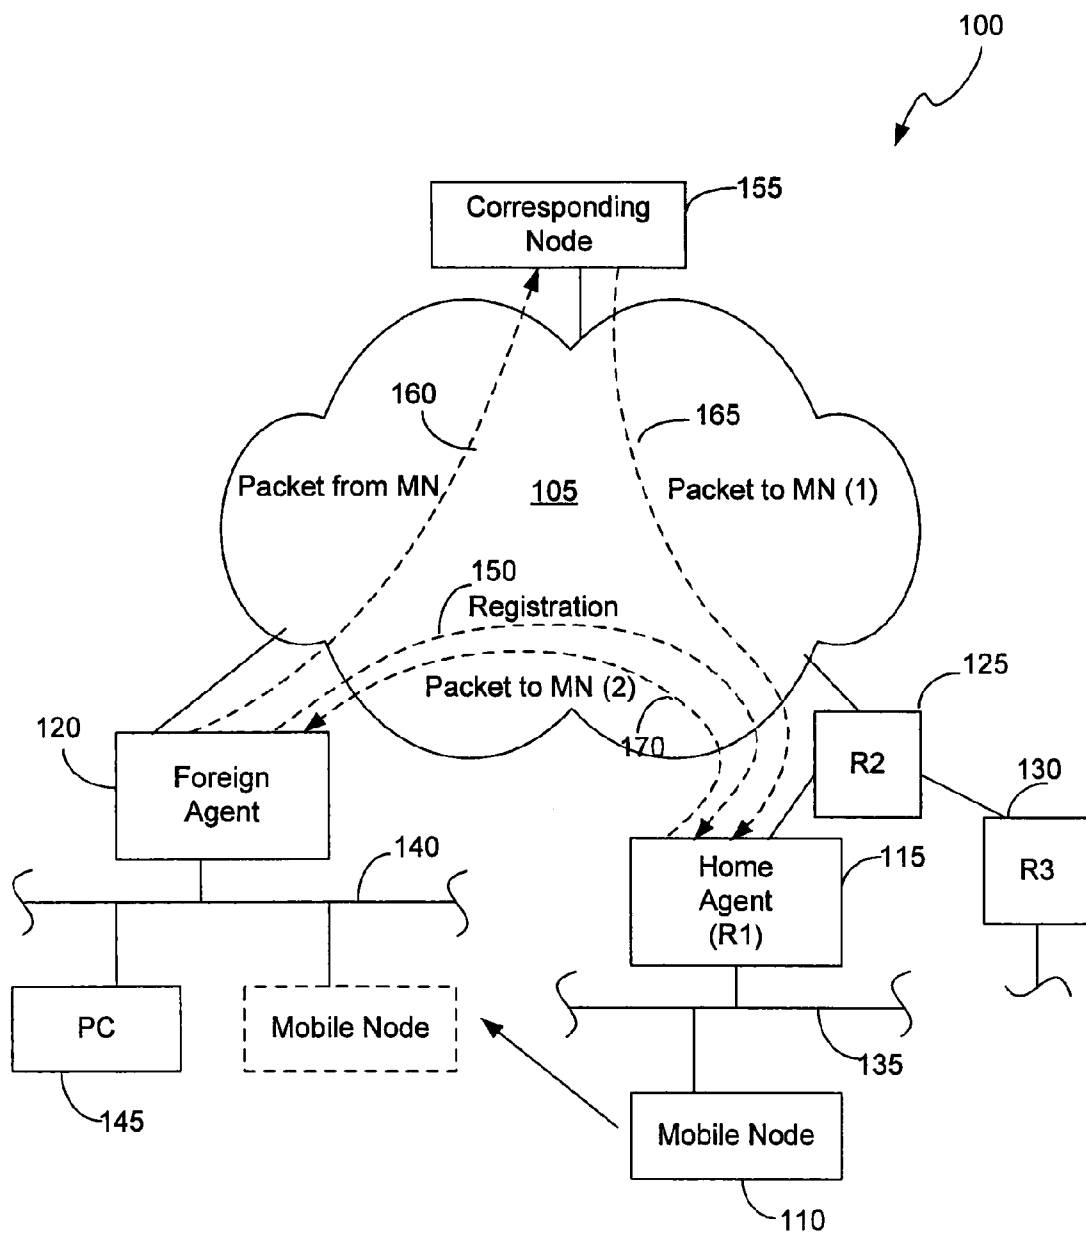 100
155
Corresponding
Node
160
165
Packet from MN
105
Packet to MN (1)
150
Registration
Packet to MN (2)
125
120
170
R2
Foreign
Agent
130
140
115
Home
Agent
(R1)
R3
PC
Mobile Node
135
145
Mobile Node
110